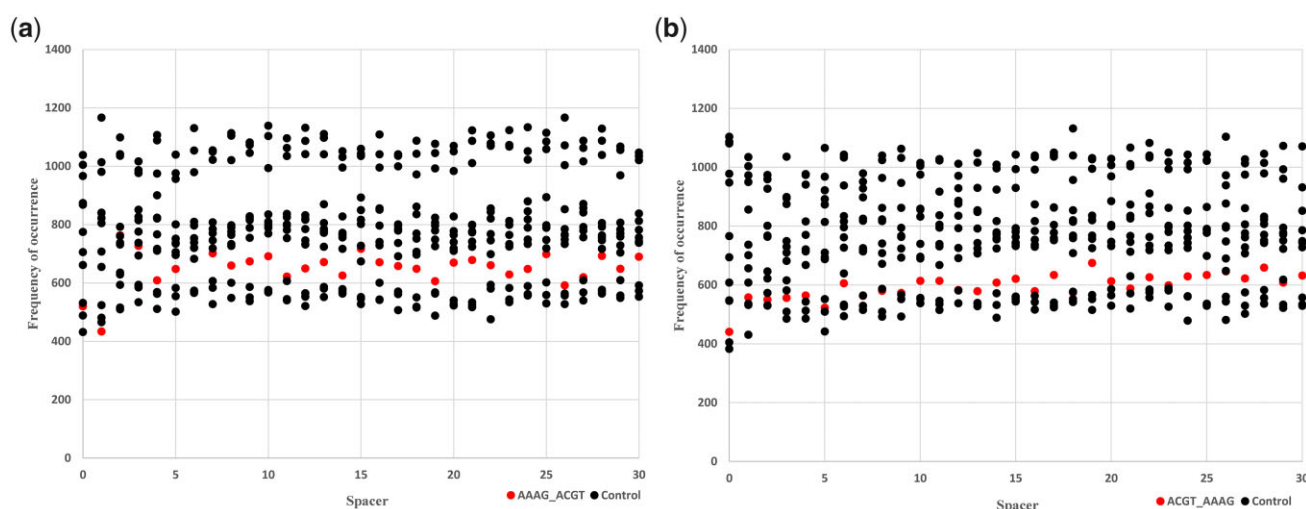 (a)
1400
1200
1000
800
600
400
200
0
Frequency of occurrence
0 5 10 15 20 25 30
Spacer
AAAG_ACGT Control
(b)
1400
1200
1000
800
600
400
200
0
Frequency of occurrence
0 5 10 15 20 25 30
Spacer
ACGT_AAAG Control